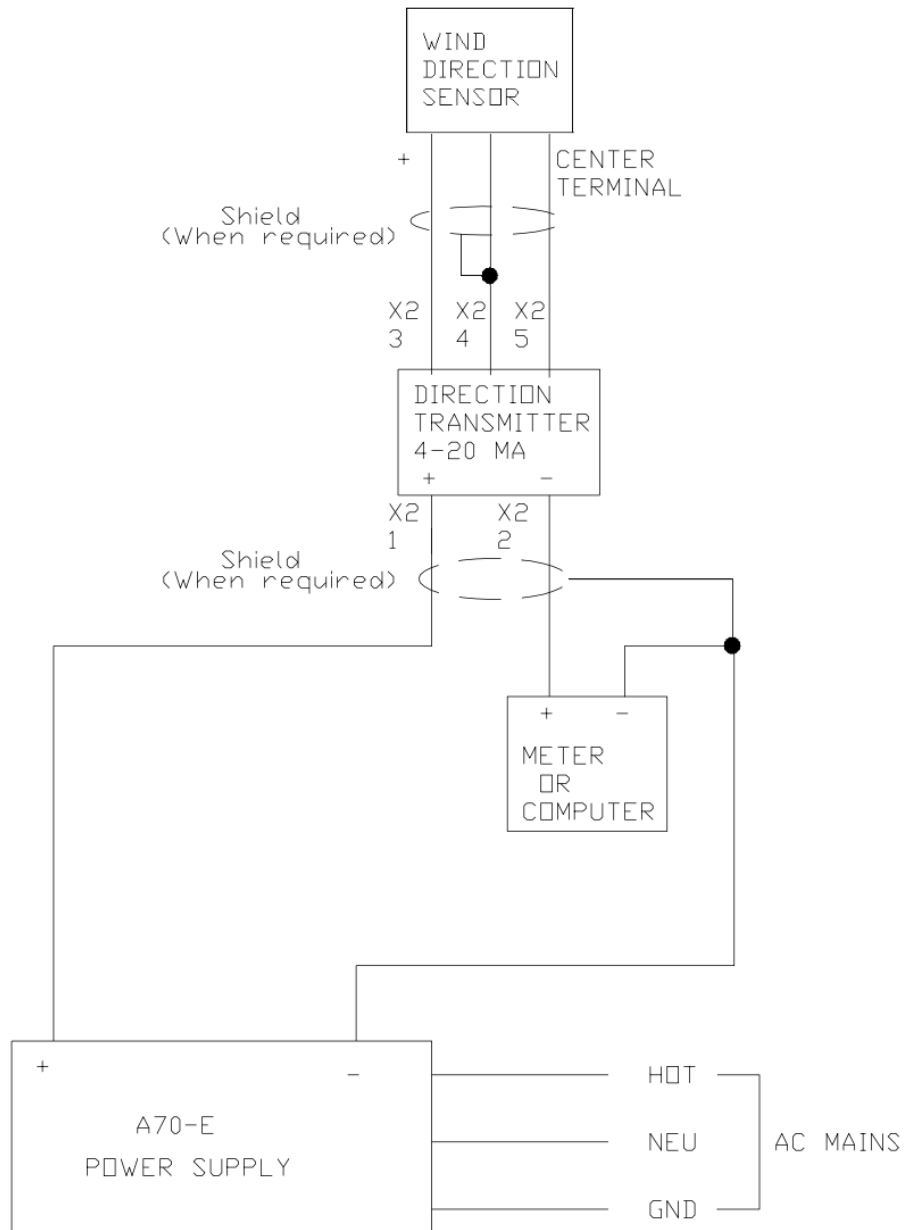 WIND
DIRECTION
SENSOR
+
CENTER
TERMINAL
Shield
(When required)
X2
3
X2
4
X2
5
DIRECTION
TRANSMITTER
4-20 MA
+ -
X2
1
X2
2
Shield
(When required)
+ -
METER
OR
COMPUTER
+ -
A70-E
POWER SUPPLY
HOT
NEU
GND
AC MAINS